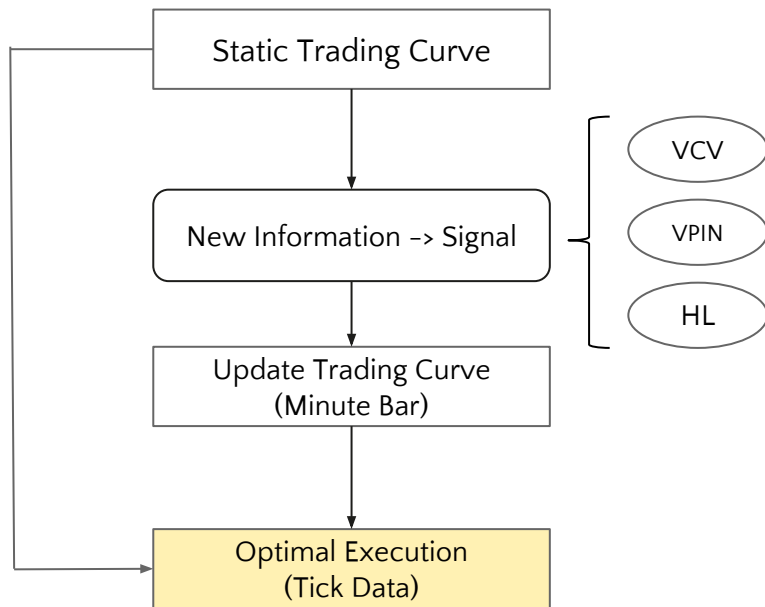 Static Trading Curve
New Information -> Signal
VCV
VPIN
HL
Update Trading Curve
(Minute Bar)
Optimal Execution
(Tick Data)